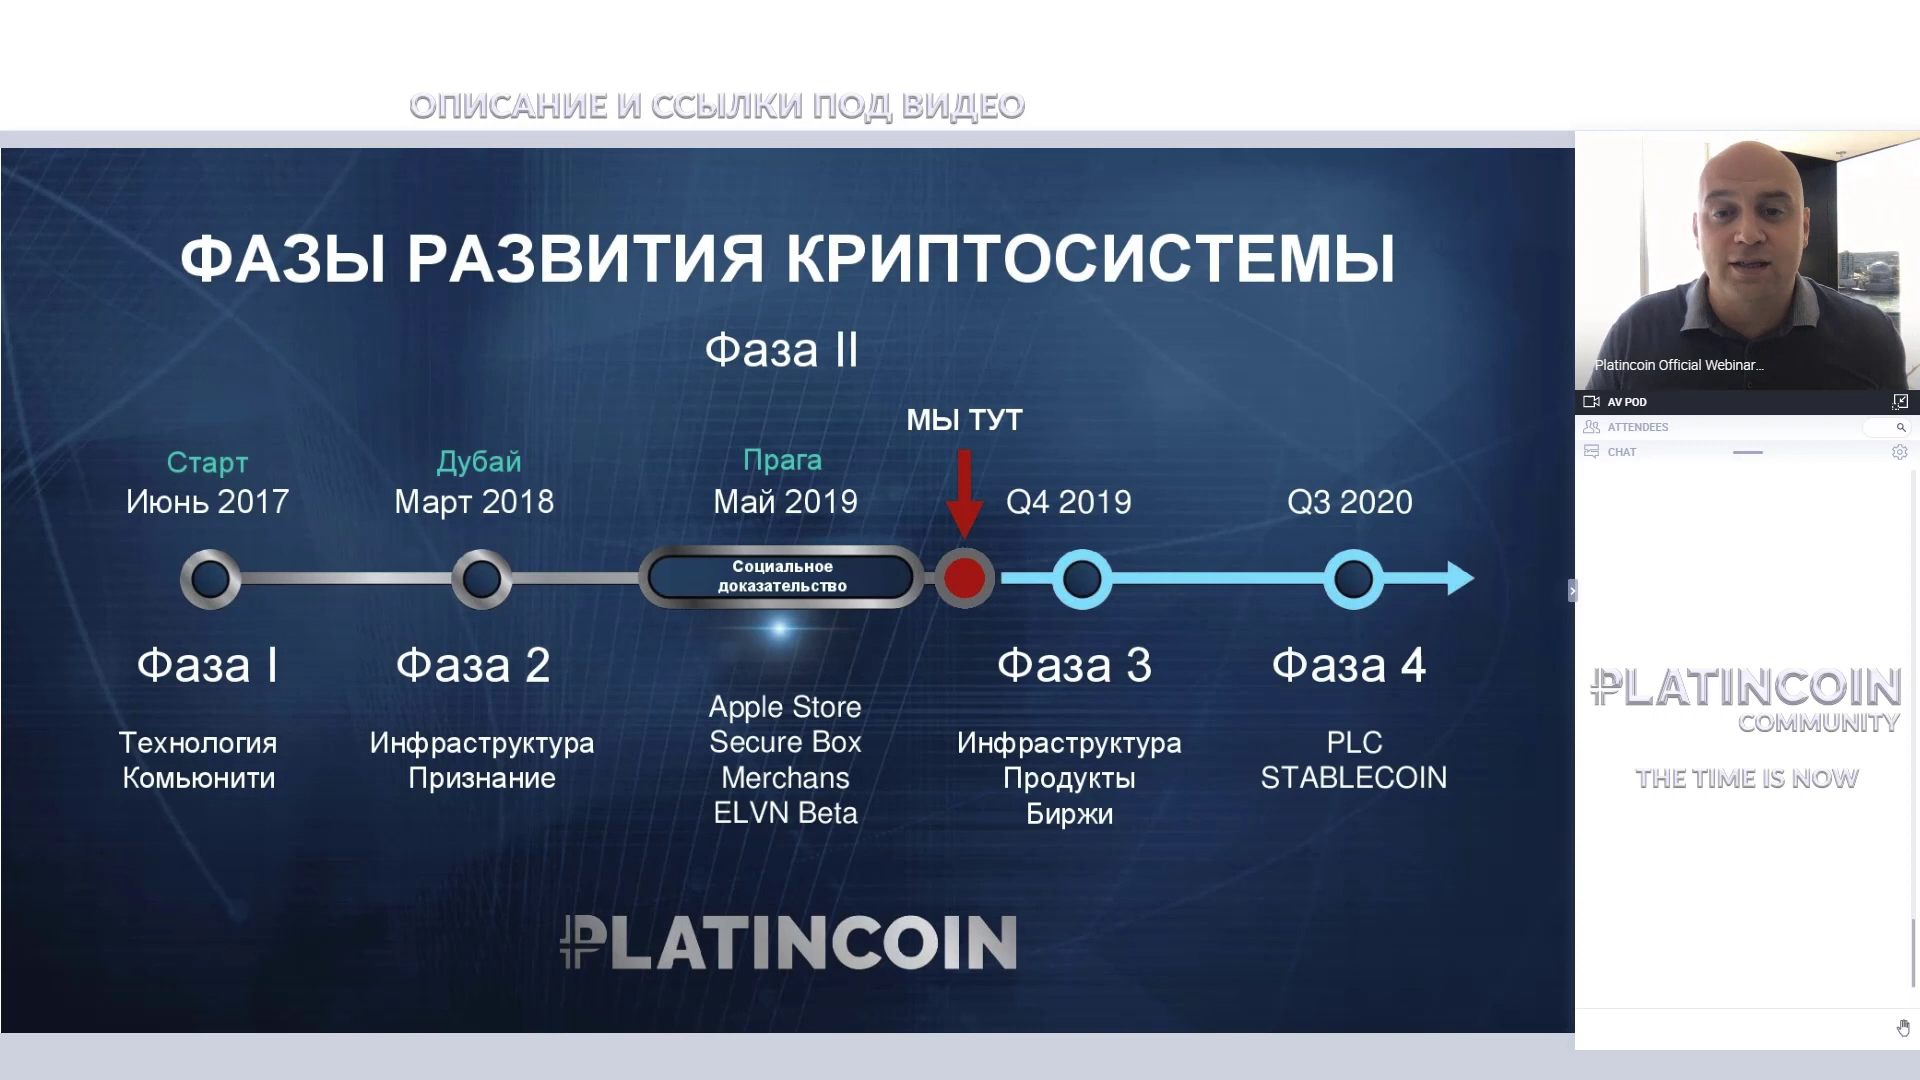 ОПИСАНИЕ И ССЫЛКИ ПОД ВИДЕО
ФАЗЫ РАЗВИТИЯ КРИПТОСИСТЕМЫ
Фаза II
МЫ ТУТ
Старт
Июнь 2017
Дубай
Март 2018
Прага
Май 2019
Q4 2019
Q3 2020
Социальное
доказательство
Фаза I
Технология
Комьюнити
Фаза 2
Инфраструктура
Признание
Apple Store
Secure Box
Merchans
ELVN Beta
Фаза 3
Инфраструктура
Продукты
Биржи
Фаза 4
PLC
STABLECOIN
PLATINCOIN
Platincoin Official Webinar...
AV POD
ATTENDEES
CHAT
PLATINCOIN
COMMUNITY
THE TIME IS NOW